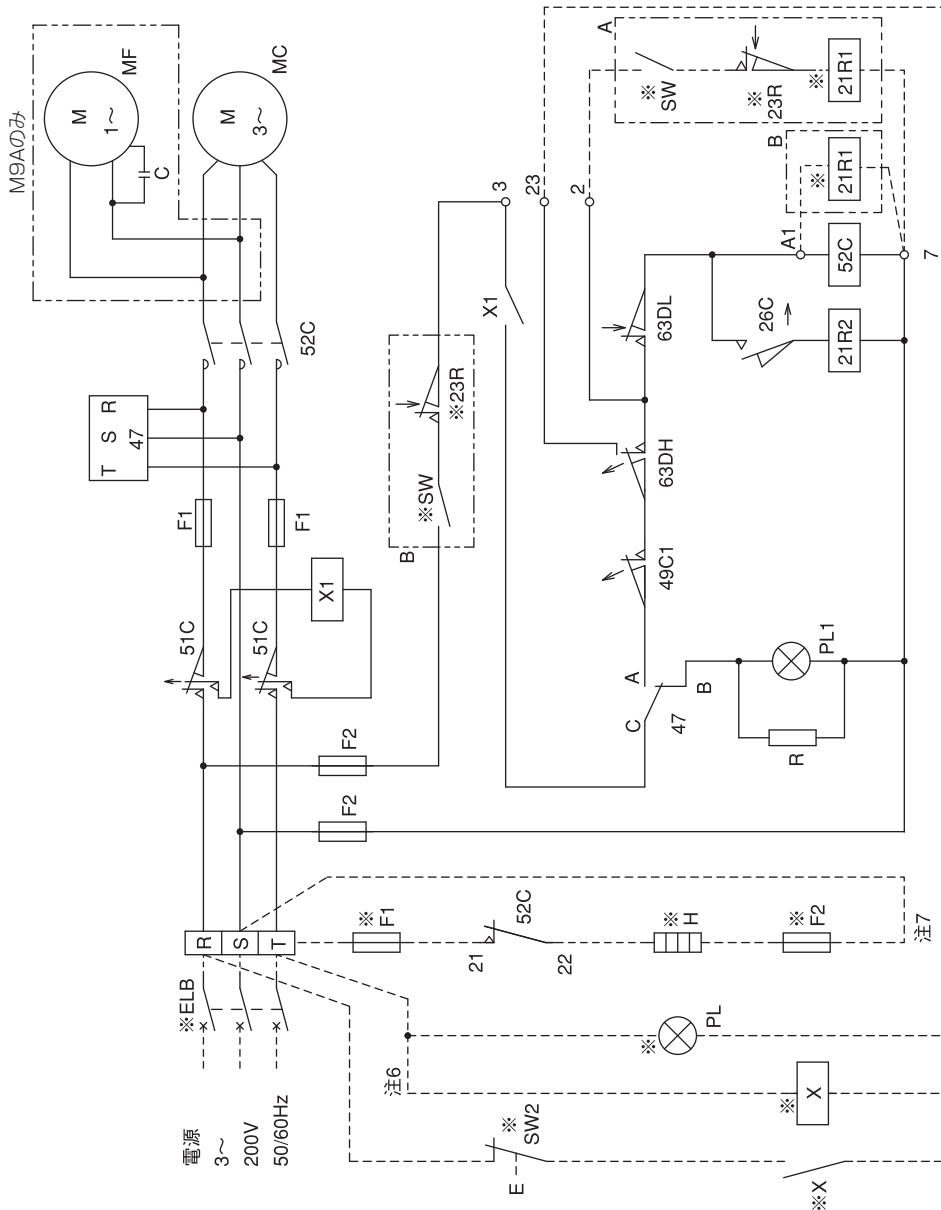 M9Aのみ
M
1～
MF
C
M
3～
MC
52C
T S R
47
F1
F1
51C
51C
X1
F2
F2
R
S
T
※ELB
電源
3～
200V
50/60Hz
B
※SW
※23R
3
23
2
X1
A
※
SW
※
23R
※
21R1
B
※
21R1
A1
52C
7
26C
21R2
63DL
63DH
49C1
A
C
B
47
PL1
R
※
F1
21
52C
22
※
H
※
F2
注7
注6
※
PL
※
X
※
SW2
E
※X